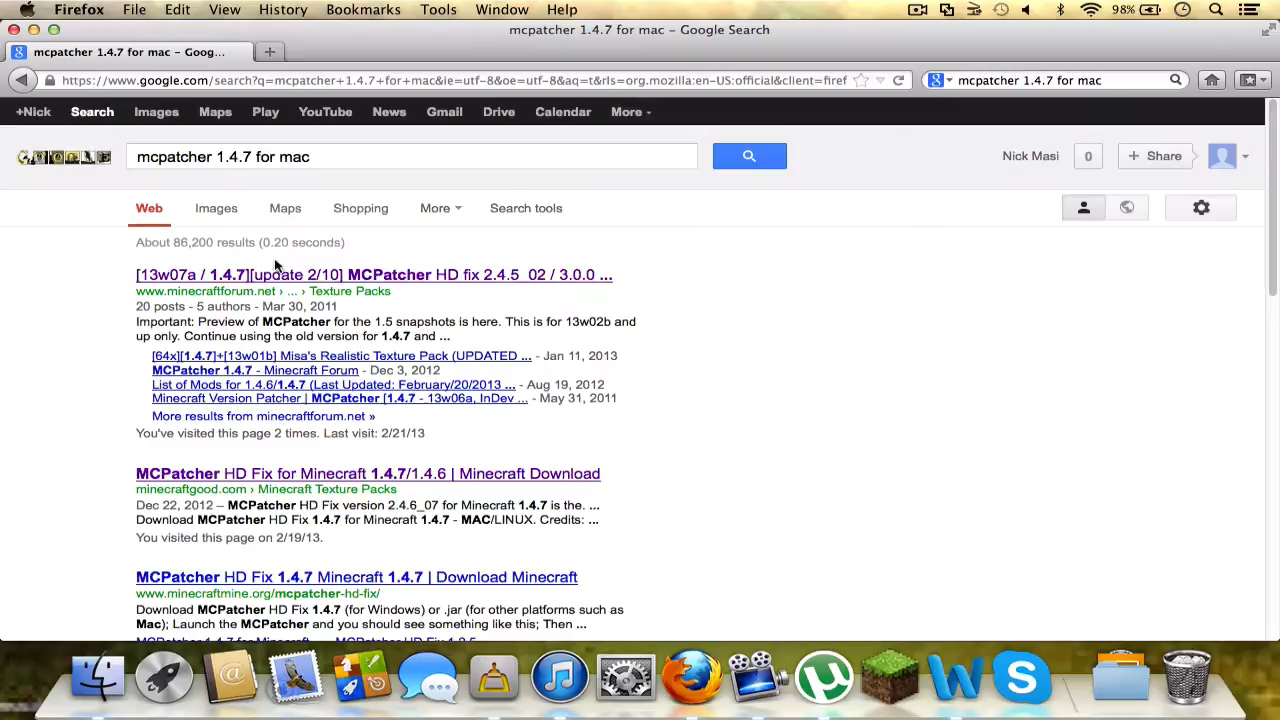 Firefox File Edit View History Bookmarks Tools Window Help 98%
mcpatcher 1.4.7 for mac - Google Search
mcpatcher 1.4.7 for mac - Goog...
https://www.google.com/search?q=mcpatcher+1.4.7+for+mac&ie=utf-8&oe=utf-8&aq=t&rls=org.mozilla:en-US:official&client=firef mcpatcher 1.4.7 for mac
+Nick Search Images Maps Play YouTube News Gmail Drive Calendar More
mcpatcher 1.4.7 for mac Nick Masi 0 + Share
Web Images Maps Shopping More Search tools
About 86,200 results (0.20 seconds)
[13w07a / 1.4.7][update 2/10] MCPatcher HD fix 2.4.5_02 / 3.0.0 ...
www.minecraftforum.net › ... › Texture Packs
20 posts - 5 authors - Mar 30, 2011
Important: Preview of MCPatcher for the 1.5 snapshots is here. This is for 13w02b and
up only. Continue using the old version for 1.4.7 and ...
[64x][1.4.7]+[13w01b] Misa's Realistic Texture Pack (UPDATED ... - Jan 11, 2013
MCPatcher 1.4.7 - Minecraft Forum - Dec 3, 2012
List of Mods for 1.4.6/1.4.7 (Last Updated: February/20/2013 ... - Aug 19, 2012
Minecraft Version Patcher | MCPatcher [1.4.7 - 13w06a, InDev ... - May 31, 2011
More results from minecraftforum.net »
You've visited this page 2 times. Last visit: 2/21/13
MCPatcher HD Fix for Minecraft 1.4.7/1.4.6 | Minecraft Download
minecraftgood.com › Minecraft Texture Packs
Dec 22, 2012 – MCPatcher HD Fix version 2.4.6_07 for Minecraft 1.4.7 is the. ...
Download MCPatcher HD Fix 1.4.7 for Minecraft 1.4.7 - MAC/LINUX. Credits: ...
You visited this page on 2/19/13.
MCPatcher HD Fix 1.4.7 Minecraft 1.4.7 | Download Minecraft
www.minecraftmine.org/mcpatcher-hd-fix/
Download MCPatcher HD Fix 1.4.7 (for Windows) or .jar (for other platforms such as
Mac); Launch the MCPatcher and you should see something like this; Then ...
MCPatcher 1.4.7 for Minecraft MCPatcher HD Fix 1.2.5